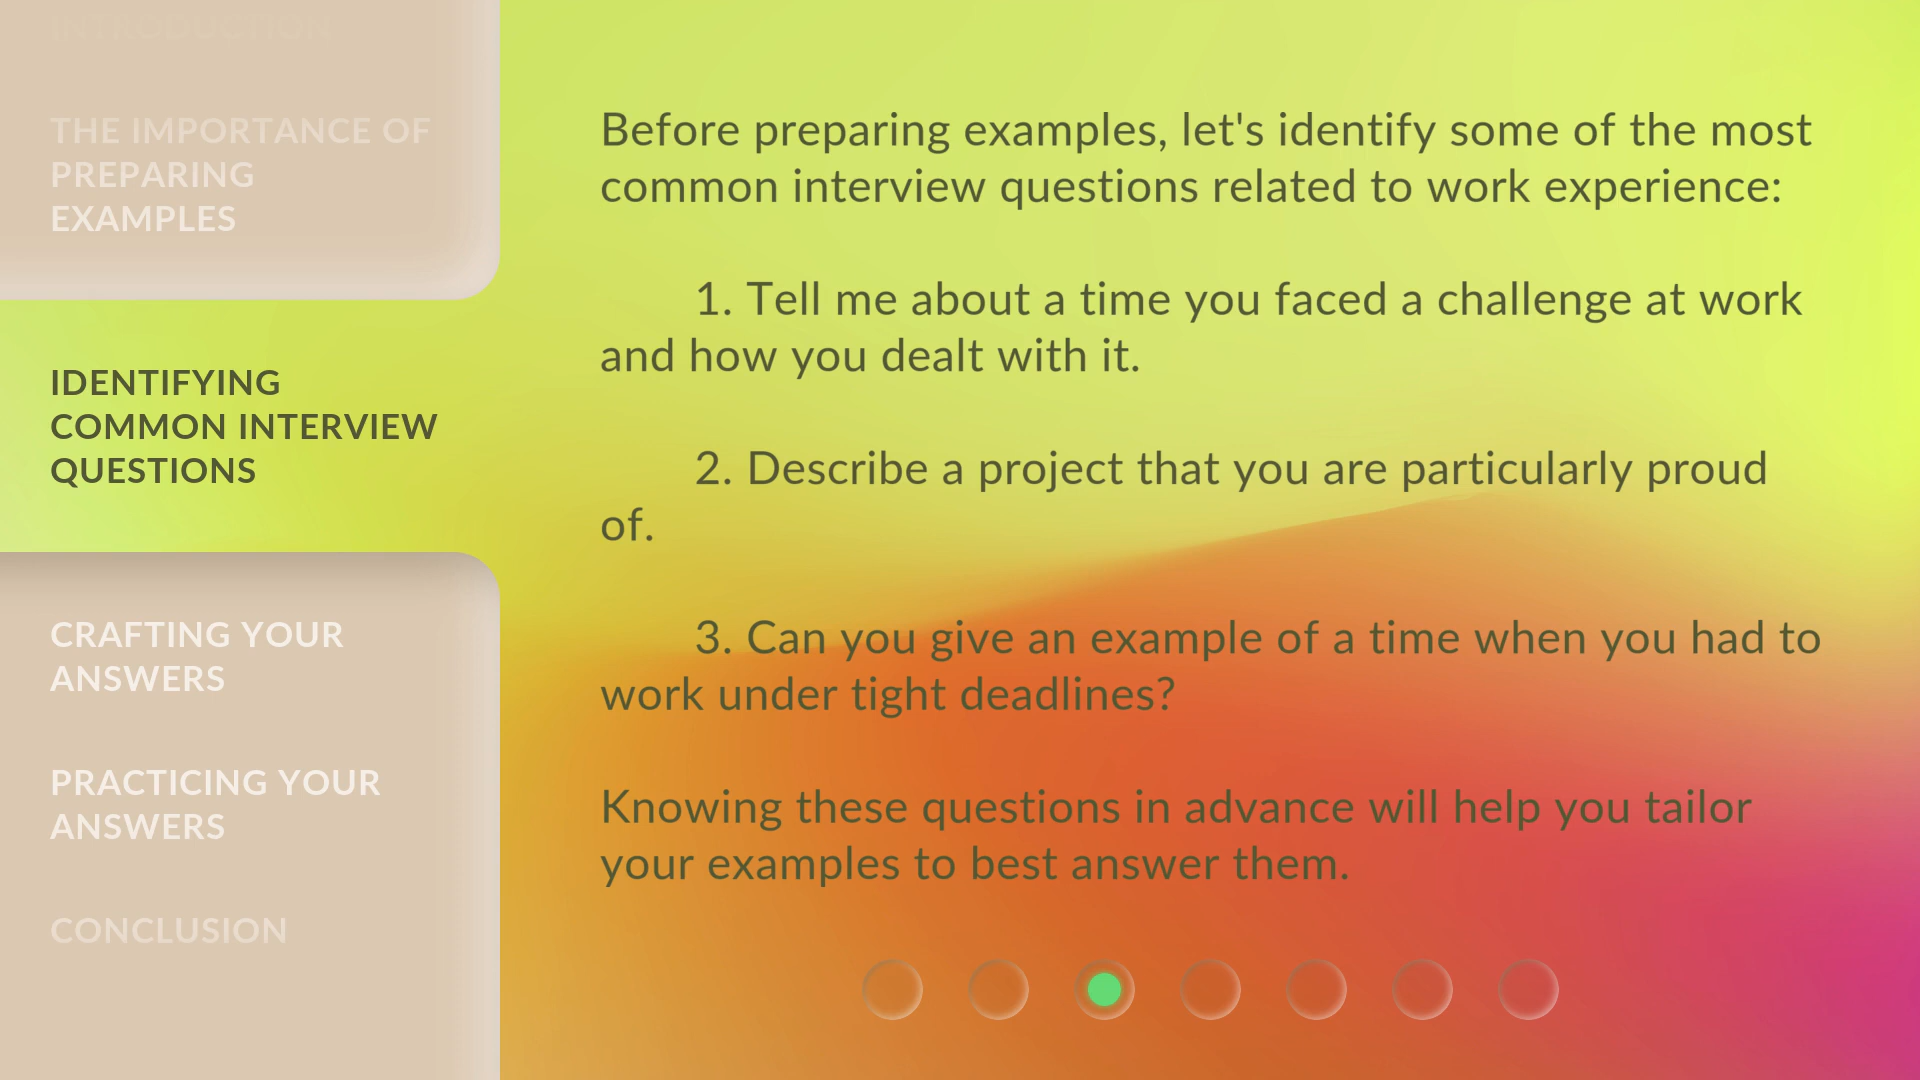 INTRODUCTION
THE IMPORTANCE OF
PREPARING
EXAMPLES
IDENTIFYING
COMMON INTERVIEW
QUESTIONS
CRAFTING YOUR
ANSWERS
PRACTICING YOUR
ANSWERS
CONCLUSION
Before preparing examples, let's identify some of the most
common interview questions related to work experience:
1. Tell me about a time you faced a challenge at work
and how you dealt with it.
2. Describe a project that you are particularly proud
of.
3. Can you give an example of a time when you had to
work under tight deadlines?
Knowing these questions in advance will help you tailor
your examples to best answer them.